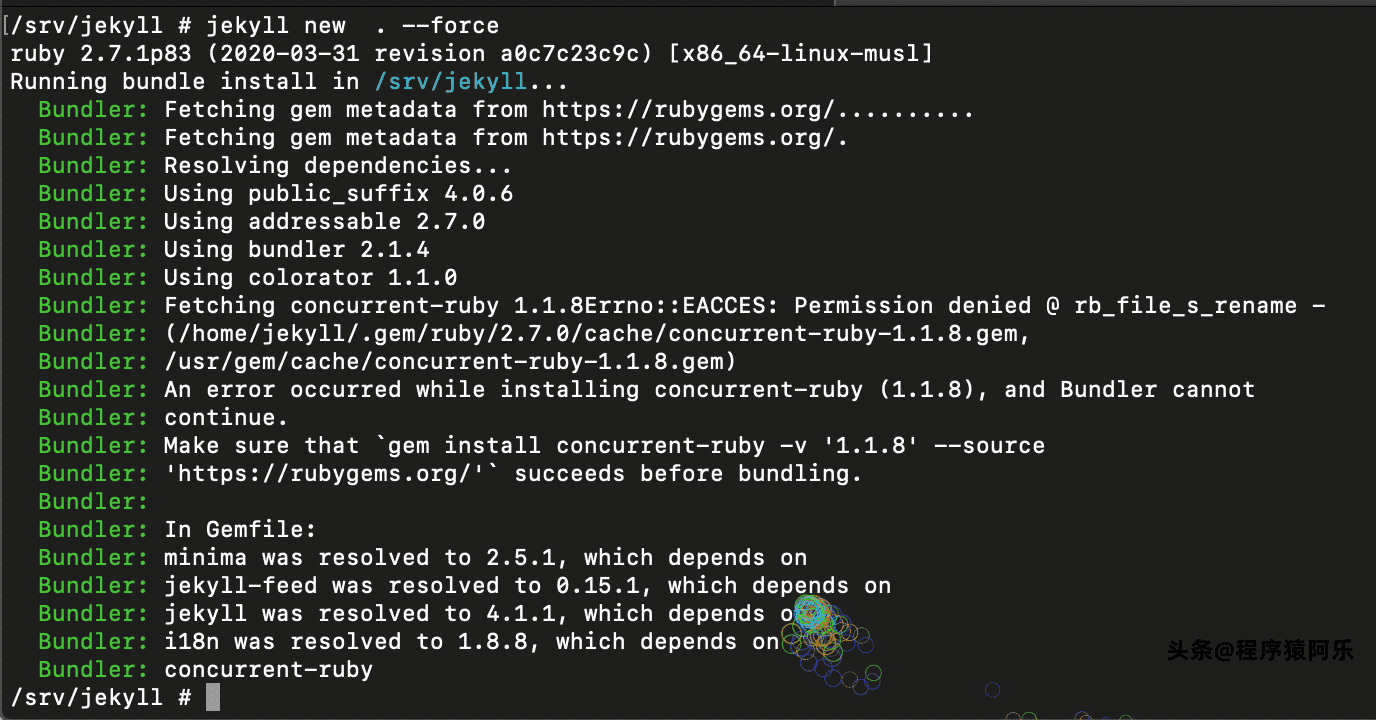 [/srv/jekyll # jekyll new  . --force
ruby 2.7.1p83 (2020-03-31 revision a0c7c23c9c) [x86_64-linux-musl]
Running bundle install in /srv/jekyll...
  Bundler: Fetching gem metadata from https://rubygems.org/..........
  Bundler: Fetching gem metadata from https://rubygems.org/.
  Bundler: Resolving dependencies...
  Bundler: Using public_suffix 4.0.6
  Bundler: Using addressable 2.7.0
  Bundler: Using bundler 2.1.4
  Bundler: Using colorator 1.1.0
  Bundler: Fetching concurrent-ruby 1.1.8Errno::EACCES: Permission denied @ rb_file_s_rename -
  Bundler: (/home/jekyll/.gem/ruby/2.7.0/cache/concurrent-ruby-1.1.8.gem,
  Bundler: /usr/gem/cache/concurrent-ruby-1.1.8.gem)
  Bundler: An error occurred while installing concurrent-ruby (1.1.8), and Bundler cannot
  Bundler: continue.
  Bundler: Make sure that `gem install concurrent-ruby -v '1.1.8' --source
  Bundler: 'https://rubygems.org/'` succeeds before bundling.
  Bundler:
  Bundler: In Gemfile:
  Bundler: minima was resolved to 2.5.1, which depends on
  Bundler: jekyll-feed was resolved to 0.15.1, which depends on
  Bundler: jekyll was resolved to 4.1.1, which depends
  Bundler: i18n was resolved to 1.8.8, which depends on
  Bundler: concurrent-ruby
/srv/jekyll #
头条@程序猿阿乐